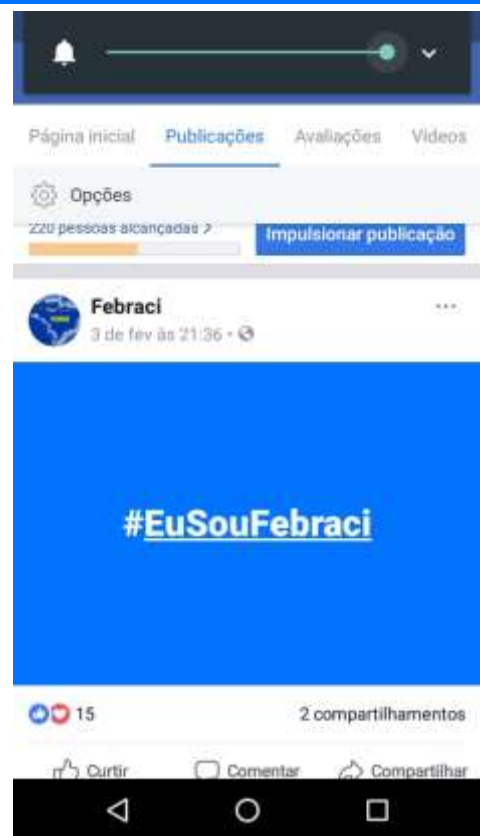 Página inicial Publicações Avaliações Vídeos
Opções
220 pessoas alcançadas >
Impulsionar publicação
Febraci
3 de fev às 21:36 •
#EuSouFebraci
15 2 compartilhamentos
Curtir Comentar Compartilhar